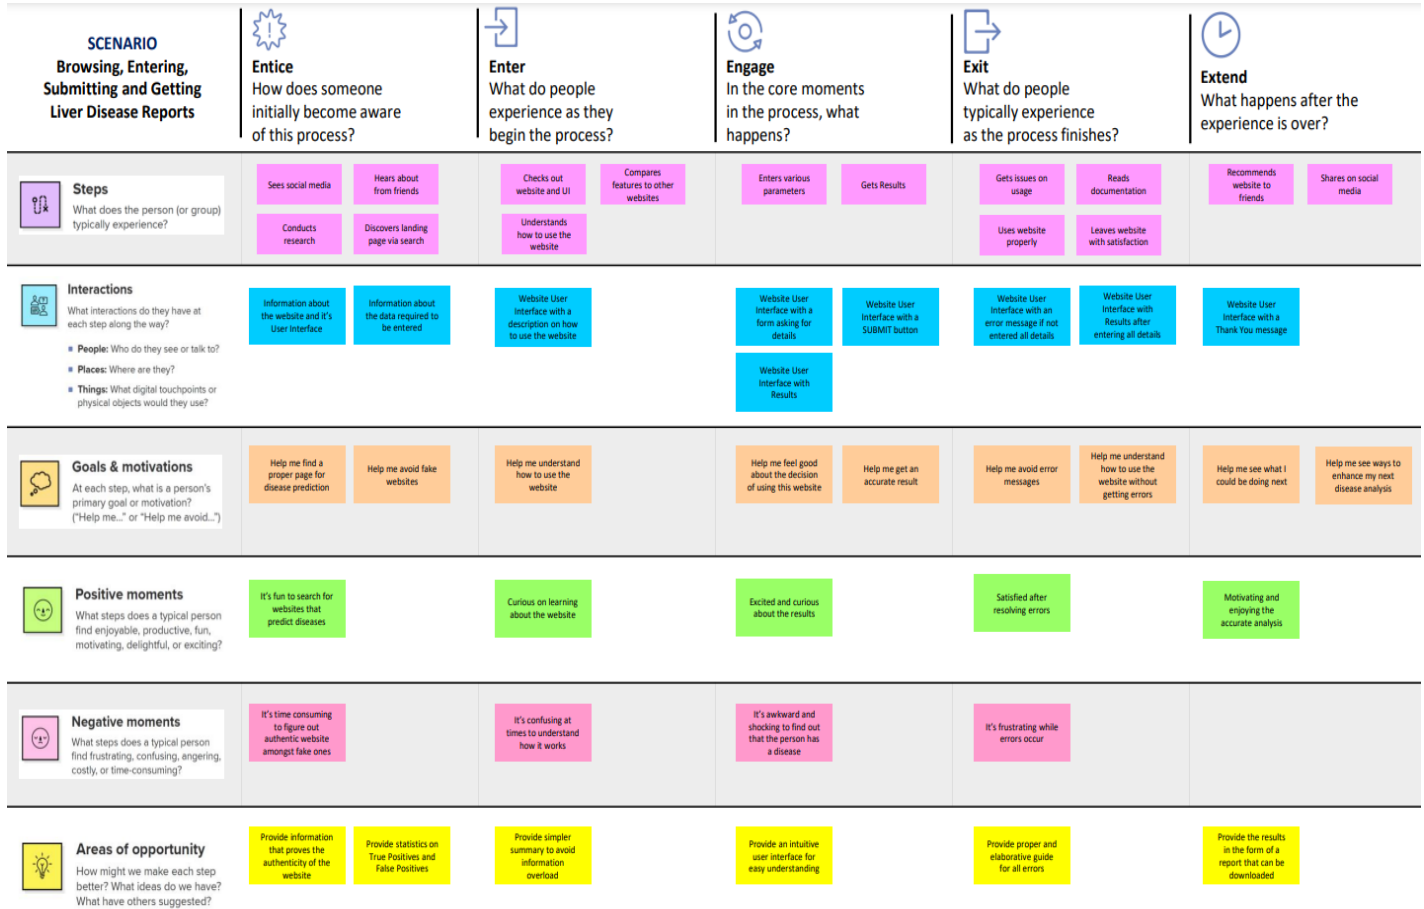 SCENARIO
Browsing, Entering,
Submitting and Getting
Liver Disease Reports
Entice
How does someone
initially become aware
of this process?
Enter
What do people
experience as they
begin the process?
Engage
In the core moments
in the process, what
happens?
Exit
What do people
typically experience
as the process finishes?
Extend
What happens after the
experience is over?
Steps
What does the person (or group)
typically experience?
Sees social media
Hears about
from friends
Conducts
research
Discovers landing
page via search
Checks out
website and UI
Compares
features to other
websites
Understands
how to use the
website
Enters various
parameters
Gets Results
Gets issues on
usage
Reads
documentation
Uses website
properly
Leaves website
with satisfaction
Recommends
website to
friends
Shares on social
media
Interactions
What interactions do they have at
each step along the way?
People: Who do they see or talk to?
Places: Where are they?
Things: What digital touchpoints or
physical objects would they use?
Information about
the website and it's
User Interface
Information about
the data required to
be entered
Website User
Interface with a
description on how
to use the website
Website User
Interface with a
form asking for
details
Website User
Interface with a
SUBMIT button
Website User
Interface with
Results
Website User
Interface with an
error message if not
entered all details
Website User
Interface with
Results after
entering all details
Website User
Interface with a
Thank You message
Goals & motivations
At each step, what is a person's
primary goal or motivation?
("Help me..." or "Help me avoid...")
Help me find a
proper page for
disease prediction
Help me avoid fake
websites
Help me understand
how to use the
website
Help me feel good
about the decision
of using this website
Help me get an
accurate result
Help me avoid error
messages
Help me understand
how to use the
website without
getting errors
Help me see what I
could be doing next
Help me see ways to
enhance my next
disease analysis
Positive moments
What steps does a typical person
find enjoyable, productive, fun,
motivating, delightful, or exciting?
It's fun to search for
websites that
predict diseases
Curious on learning
about the website
Excited and curious
about the results
Satisfied after
resolving errors
Motivating and
enjoying the
accurate analysis
Negative moments
What steps does a typical person
find frustrating, confusing, angering,
costly, or time-consuming?
It's time consuming
to figure out
authentic website
amongst fake ones
It's confusing at
times to understand
how it works
It's awkward and
shocking to find out
that the person has
a disease
It's frustrating while
errors occur
Areas of opportunity
How might we make each step
better? What ideas do we have?
What have others suggested?
Provide information
that proves the
authenticity of the
website
Provide statistics on
True Positives and
False Positives
Provide simpler
summary to avoid
information
overload
Provide an intuitive
user interface for
easy understanding
Provide proper and
elaborative guide
for all errors
Provide the results
in the form of a
report that can be
downloaded